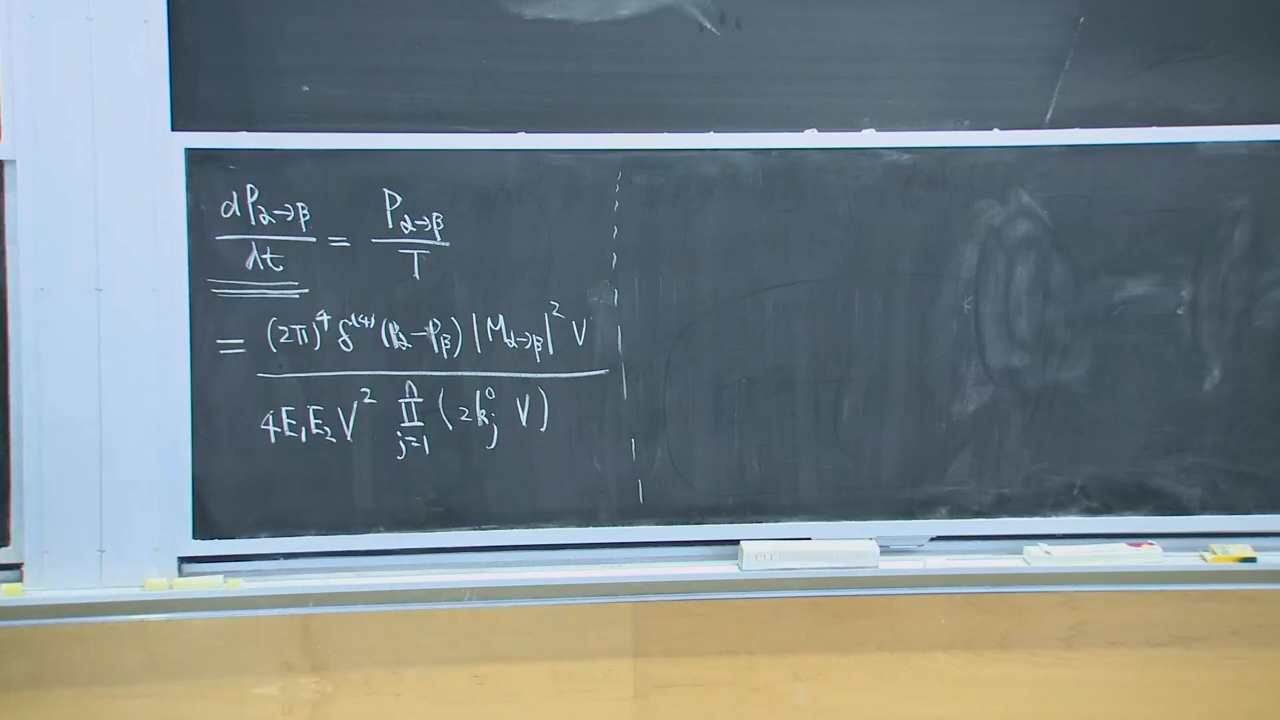 dP_{α→β}/dt = P_{α→β}/T
= (2π)^4 δ^{(4)}(p_α-p_β) |M_{α→β}|^2 V / 4E_1E_2V^2 ∏_{j=1}^{n} (2k_j^0 V)